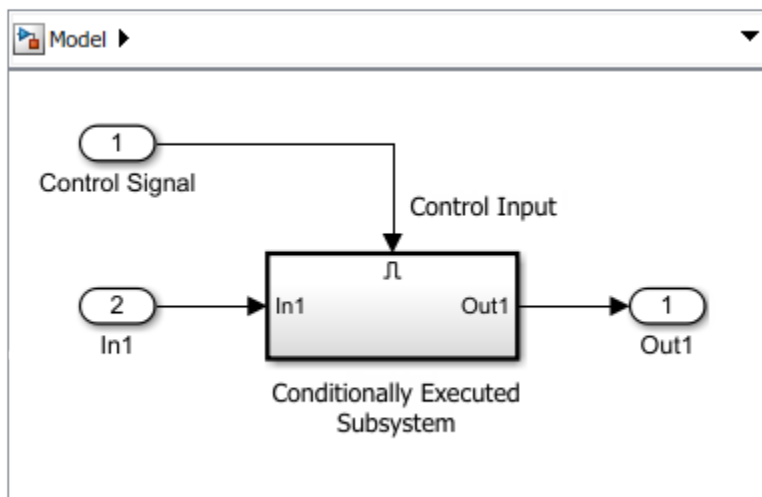 Model
1
Control Signal
Control Input
2
In1
In1
Out1
1
Out1
Conditionally Executed
Subsystem